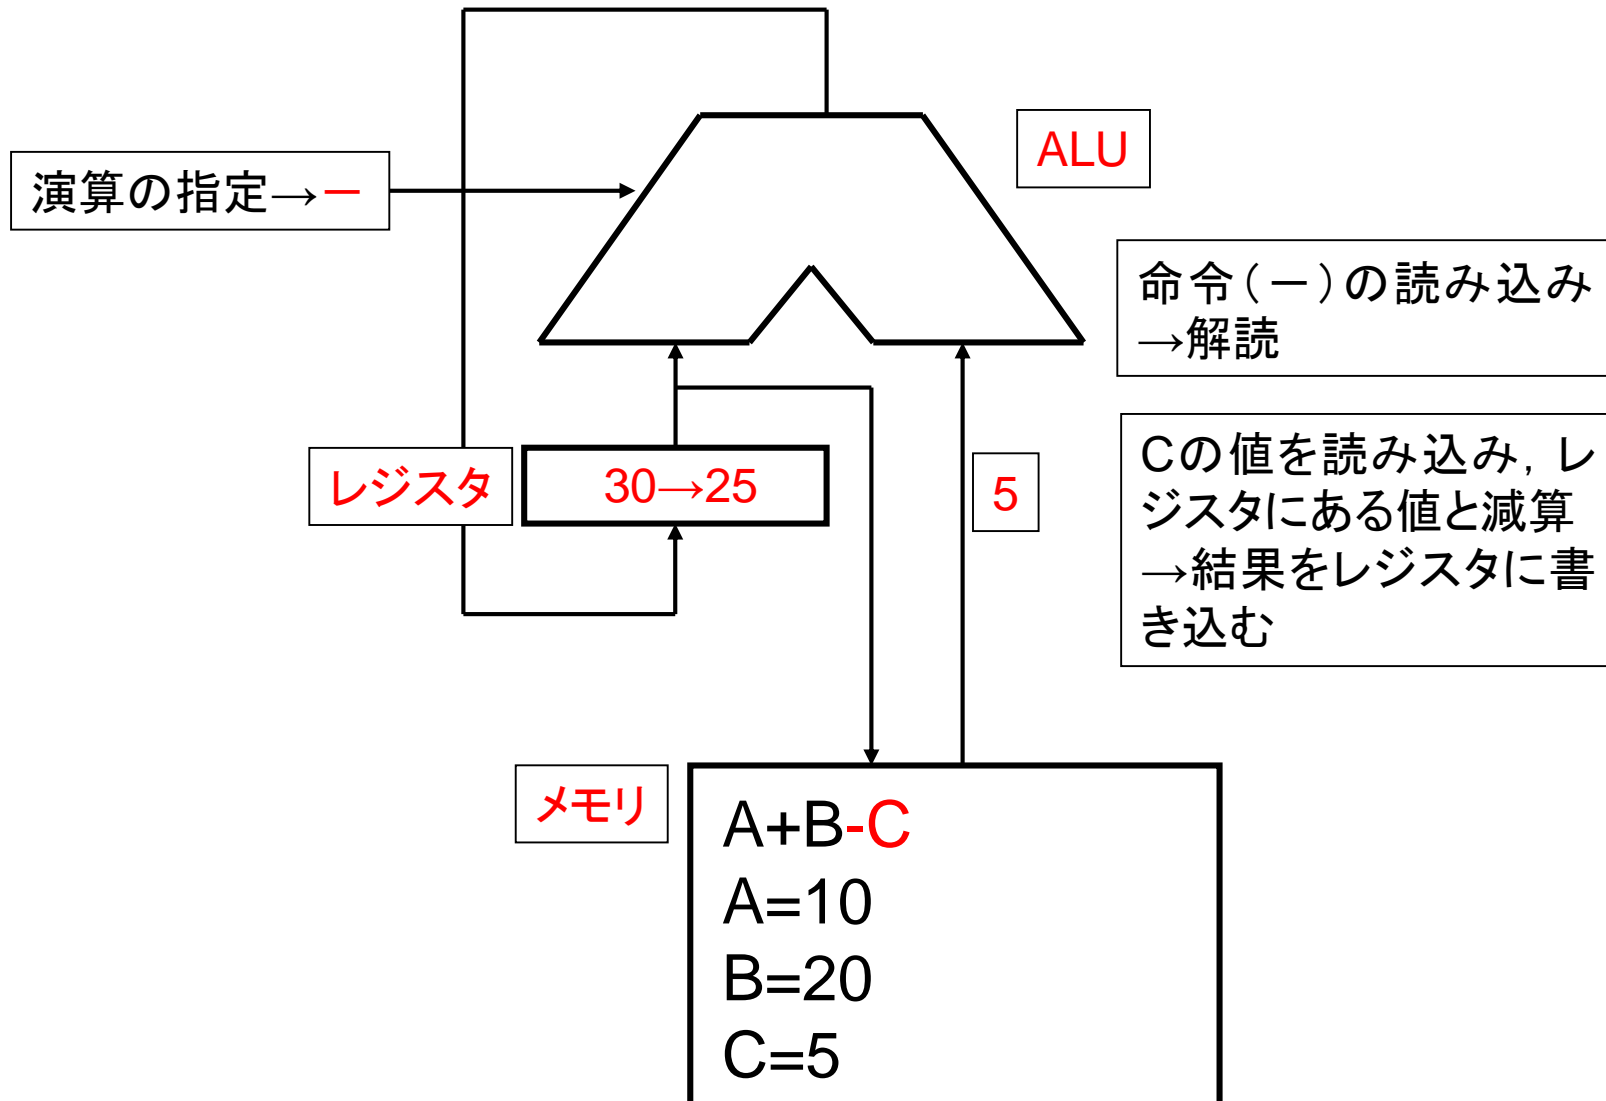 ALU
演算の指定→－
命令（－）の読み込み
→解読
レジスタ
30→25
5
Cの値を読み込み，レ
ジスタにある値と減算
→結果をレジスタに書
き込む
メモリ
A+B-C
A=10
B=20
C=5